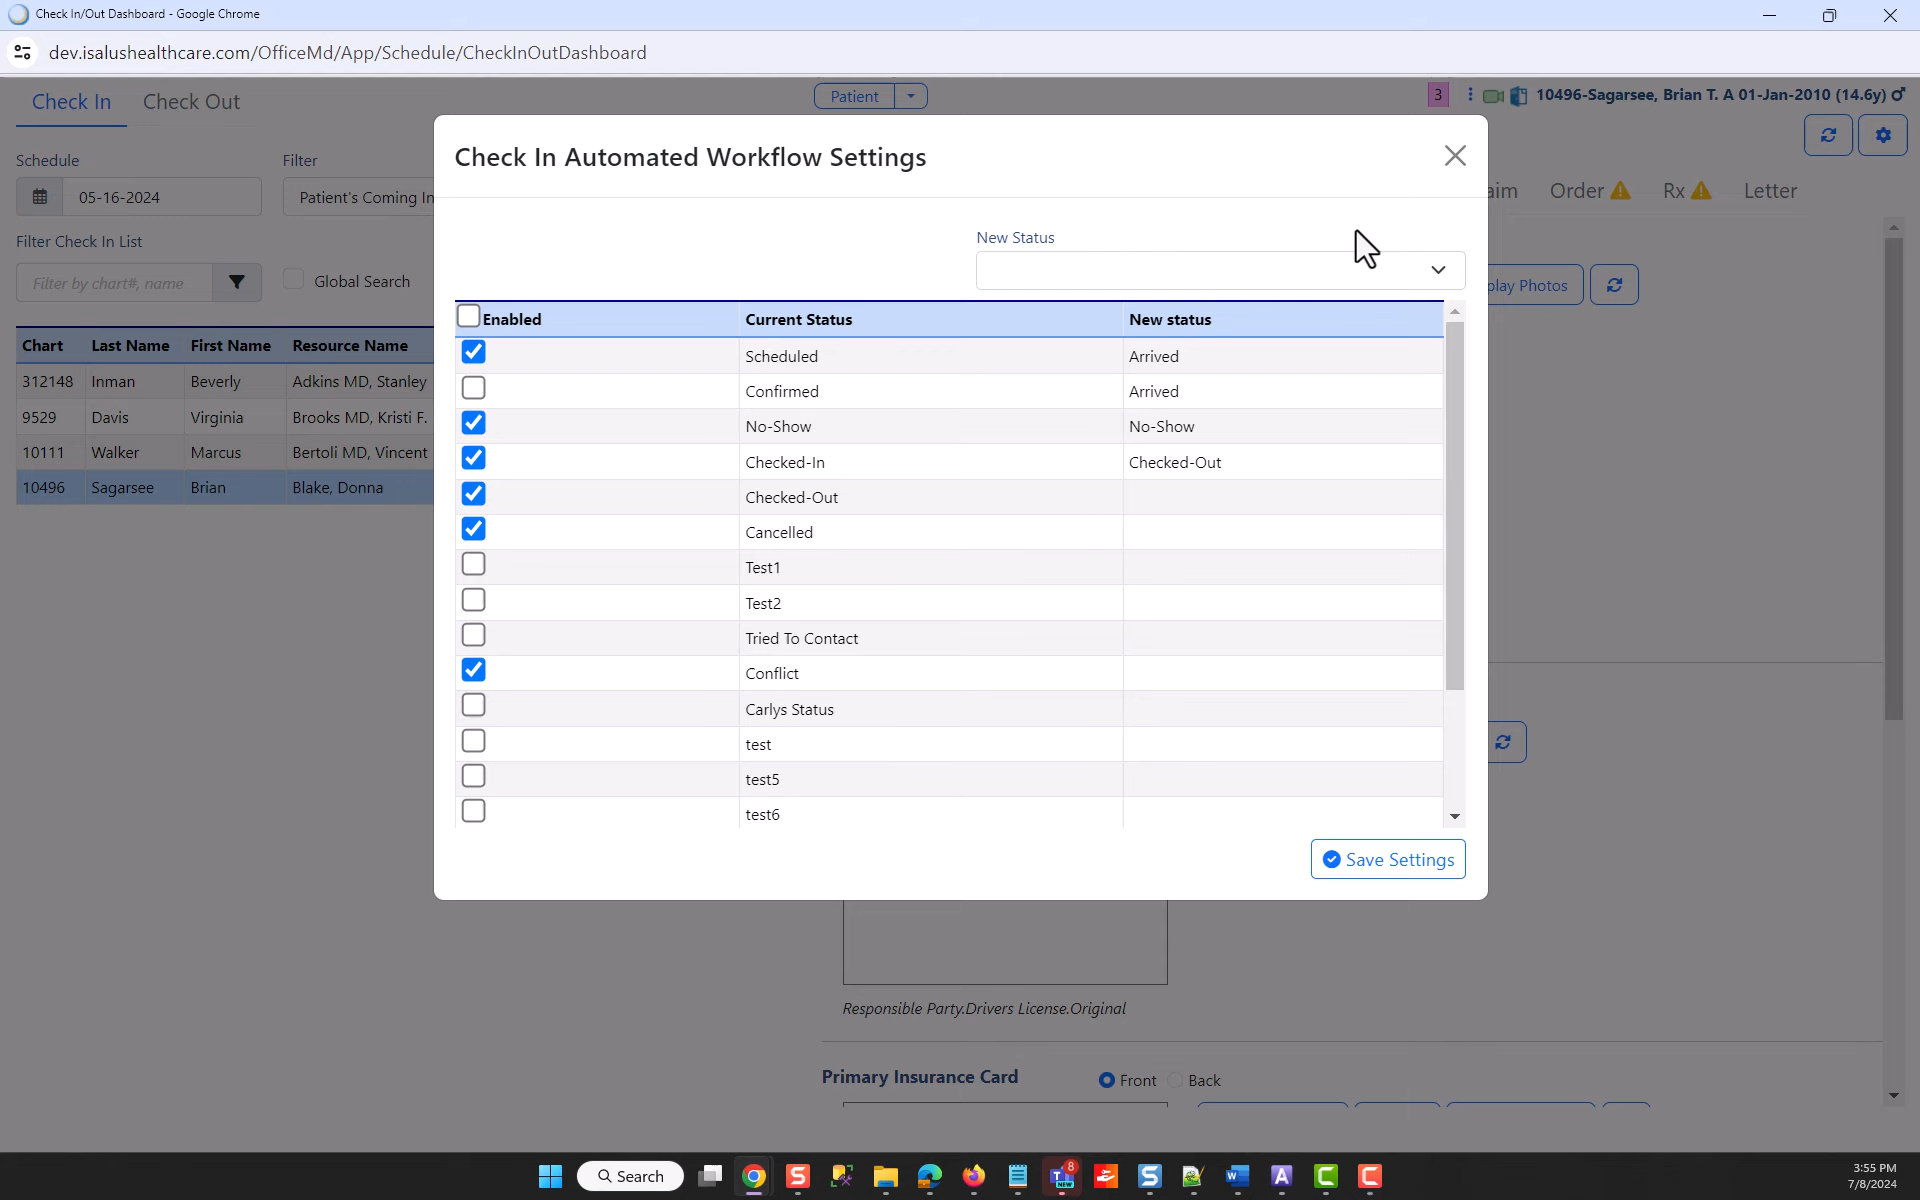 Check In/Out Dashboard - Google Chrome
dev.isalushealthcare.com/OfficeMd/App/Schedule/CheckInOutDashboard
Check In
Check Out
Patient
3
10496-Sagarsee, Brian T. A 01-Jan-2010 (14.6y)
Schedule
Filter
05-16-2024
Patient's Coming In
Filter Check In List
Filter by chart#, name
Global Search
Chart Last Name First Name Resource Name
312148 Inman Beverly Adkins MD, Stanley
9529 Davis Virginia Brooks MD, Kristi F.
10111 Walker Marcus Bertoli MD, Vincent
10496 Sagarsee Brian Blake, Donna
aim Order Rx Letter
play Photos
Check In Automated Workflow Settings
New Status
Enabled Current Status New status
Scheduled Arrived
Confirmed Arrived
No-Show No-Show
Checked-In Checked-Out
Checked-Out
Cancelled
Test1
Test2
Tried To Contact
Conflict
Carlys Status
test
test5
test6
Save Settings
Responsible Party.Drivers License.Original
Primary Insurance Card
Front
Back
Search
8
NEW
3:55 PM
7/8/2024